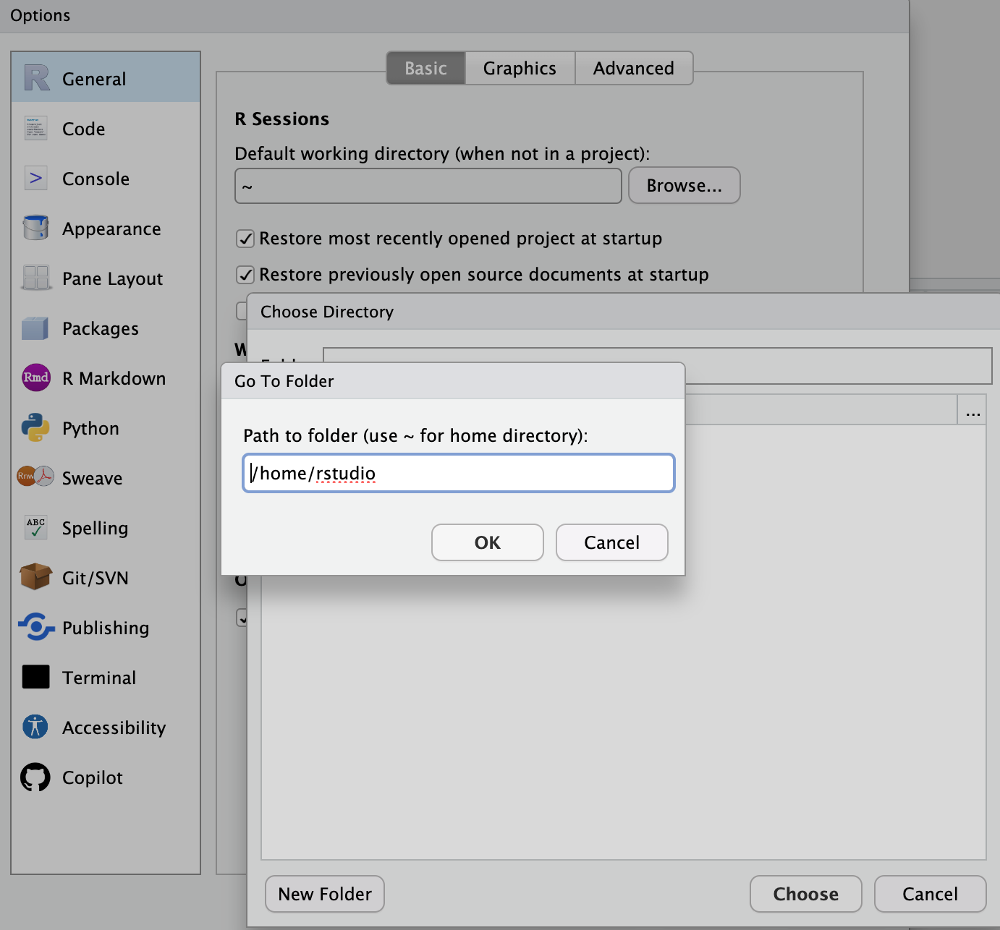 Options
General
Code
Console
Appearance
Pane Layout
Packages
Rmd R Markdown
Python
Rnw Sweave
ABC Spelling
Git/SVN
Publishing
Terminal
Accessibility
Copilot
Basic Graphics Advanced
R Sessions
Default working directory (when not in a project):
~ Browse...
Restore most recently opened project at startup
Restore previously open source documents at startup
Choose Directory
...
Go To Folder
Path to folder (use ~ for home directory):
/home/rstudio
OK Cancel
New Folder Choose Cancel